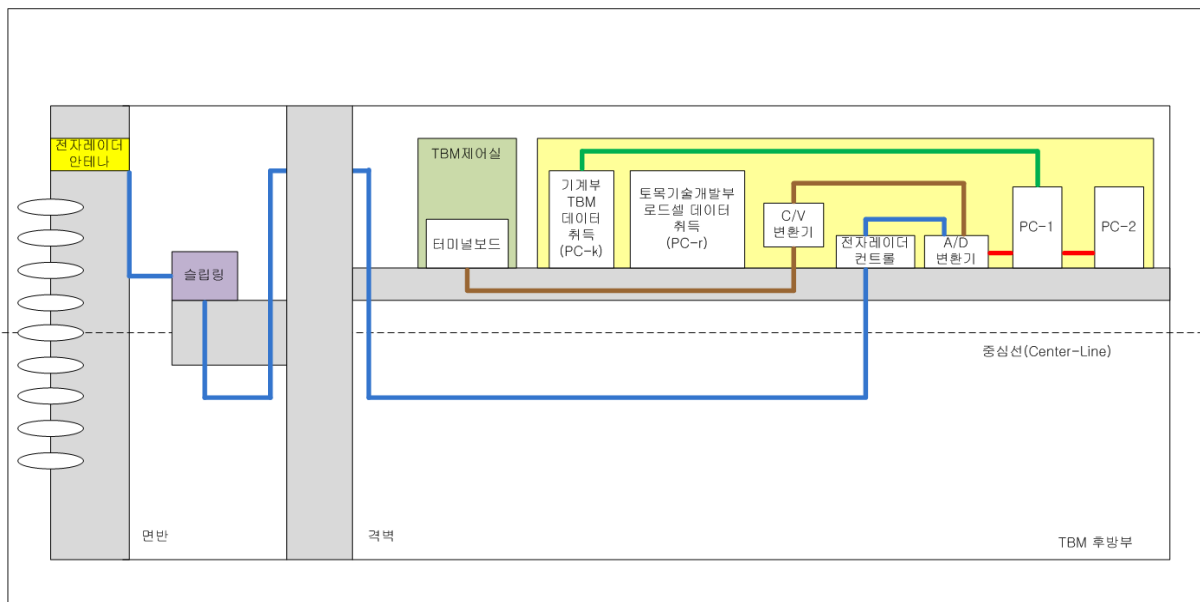 전자레이더
안테나
슬립링
TBM제어실
터미널보드
기계부
TBM
데이터
취득
(PC-k)
토목기술개발부
로드셀 데이터
취득
(PC-r)
C/V
변환기
전자레이더
컨트롤
A/D
변환기
PC-1
PC-2
중심선(Center-Line)
면반
격벽
TBM 후방부